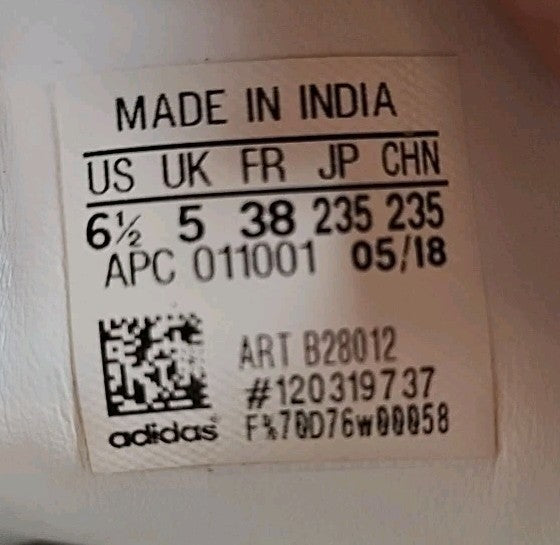 MADE IN INDIA
US UK FR JP CHN
6½ 5 38 235 235
APC 011001 05/18
ART B28012
#120319737
adidas F%70D76w00058